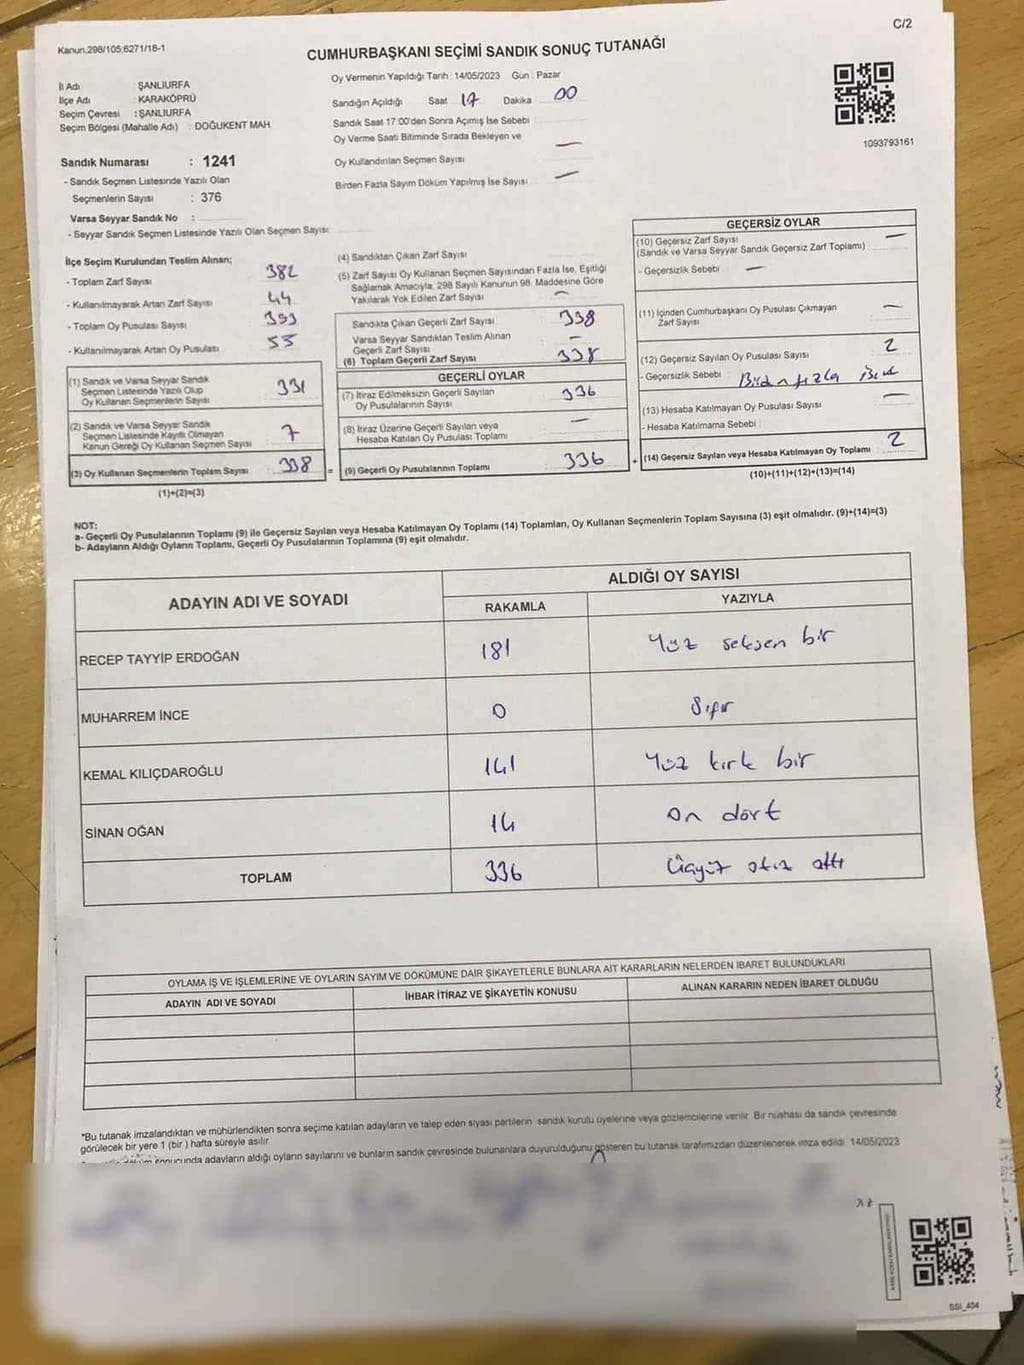 C/2
Kanun.298/105;6271/18-1
CUMHURBAŞKANI SEÇİMİ SANDIK SONUÇ TUTANAĞI
İl Adı : ŞANLIURFA
İlçe Adı : KARAKÖPRÜ
Seçim Çevresi : ŞANLIURFA
Seçim Bölgesi (Mahalle Adı) : DOĞUKENT MAH.
Sandık Numarası : 1241
- Sandık Seçmen Listesinde Yazılı Olan
Seçmenlerin Sayısı : 376
Varsa Seyyar Sandık No :
- Seyyar Sandık Seçmen Listesinde Yazılı Olan Seçmen Sayısı:
Oy Vermenin Yapıldığı Tarih : 14/05/2023 Gün : Pazar
Sandığın Açıldığı Saat 17 Dakika 00
Sandık Saat 17:00'den Sonra Açımış İse Sebebi
Oy Verme Saati Bitiminde Sırada Bekleyen ve
Oy Kullandırılan Seçmen Sayısı —
Birden Fazla Sayım Döküm Yapılmış İse Sayısı : —
1093793161
İlçe Seçim Kurulundan Teslim Alınan;
- Toplam Zarf Sayısı : 382
- Kullanılmayarak Artan Zarf Sayısı : 44
- Toplam Oy Pusulası Sayısı : 393
- Kullanılmayarak Artan Oy Pusulası : 55
(1) Sandık ve Varsa Seyyar Sandık
Seçmen Listesinde Yazılı Olup
Oy Kullanan Seçmenlerin Sayısı : 331
(2) Sandık ve Varsa Seyyar Sandık
Seçmen Listesinde Kayıtlı Olmayan
Kanun Gereği Oy Kullanan Seçmen Sayısı : 7
(3) Oy Kullanan Seçmenlerin Toplam Sayısı : 338
(1)+(2)=(3)
(4) Sandıktan Çıkan Zarf Sayısı :
(5) Zarf Sayısı Oy Kullanan Seçmen Sayısından Fazla İse, Eşitliği
Sağlamak Amacıyla, 298 Sayılı Kanunun 98. Maddesine Göre
Yakılarak Yok Edilen Zarf Sayısı : —
Sandıkta Çıkan Geçerli Zarf Sayısı : 338
Varsa Seyyar Sandıktan Teslim Alınan
Geçerli Zarf Sayısı : —
(6) Toplam Geçerli Zarf Sayısı : 338
GEÇERLİ OYLAR
(7) İtiraz Edilmeksizin Geçerli Sayılan
Oy Pusulalarının Sayısı : 336
(8) İtiraz Üzerine Geçerli Sayılan veya
Hesaba Katılan Oy Pusulası Toplamı : —
= (9) Geçerli Oy Pusulalarının Toplamı : 336
GEÇERSİZ OYLAR
(10) Geçersiz Zarf Sayısı : —
(Sandık ve Varsa Seyyar Sandık Geçersiz Zarf Toplamı)
- Geçersizlik Sebebi : —
(11) İçinden Cumhurbaşkanı Oy Pusulası Çıkmayan
Zarf Sayısı : —
(12) Geçersiz Sayılan Oy Pusulası Sayısı : 2
- Geçersizlik Sebebi : Birden fazla
(13) Hesaba Katılmayan Oy Pusulası Sayısı : —
- Hesaba Katılmama Sebebi :
+ (14) Geçersiz Sayılan veya Hesaba Katılmayan Oy Toplamı : 2
(10)+(11)+(12)+(13)=(14)
NOT:
a- Geçerli Oy Pusulalarının Toplamı (9) ile Geçersiz Sayılan veya Hesaba Katılmayan Oy Toplamı (14) Toplamları, Oy Kullanan Seçmenlerin Toplam Sayısına (3) eşit olmalıdır. (9)+(14)=(3)
b- Adayların Aldığı Oyların Toplamı, Geçerli Oy Pusulalarının Toplamına (9) eşit olmalıdır.
ADAYIN ADI VE SOYADI ALDIĞI OY SAYISI
RAKAMLA YAZIYLA
RECEP TAYYİP ERDOĞAN 181 Yüz seksen bir
MUHARREM İNCE 0 Sıfır
KEMAL KILIÇDAROĞLU 141 Yüz kırk bir
SİNAN OĞAN 14 On dört
TOPLAM 336 Üçyüz otuz altı
OYLAMA İŞ VE İŞLEMLERİNE VE OYLARIN SAYIM VE DÖKÜMÜNE DAİR ŞİKAYETLERLE BUNLARA AİT KARARLARIN NELERDEN İBARET BULUNDUKLARI
ADAYIN ADI VE SOYADI İHBAR İTİRAZ VE ŞİKAYETİN KONUSU ALINAN KARARIN NEDEN İBARET OLDUĞU
*Bu tutanak imzalandıktan ve mühürlendikten sonra seçime katılan adayların ve talep eden siyasi partilerin sandık kurulu üyelerine veya gözlemcilerine verilir. Bir nüshası da sandık çevresinde
görülecek bir yere 1 (bir ) hafta süreyle asılır.
sonucunda adayların aldığı oyların sayılarını ve bunların sandık çevresinde bulunanlara duyurulduğunu gösteren bu tutanak tarafımızdan düzenlenerek imza edildi. 14/05/2023
SSI_404